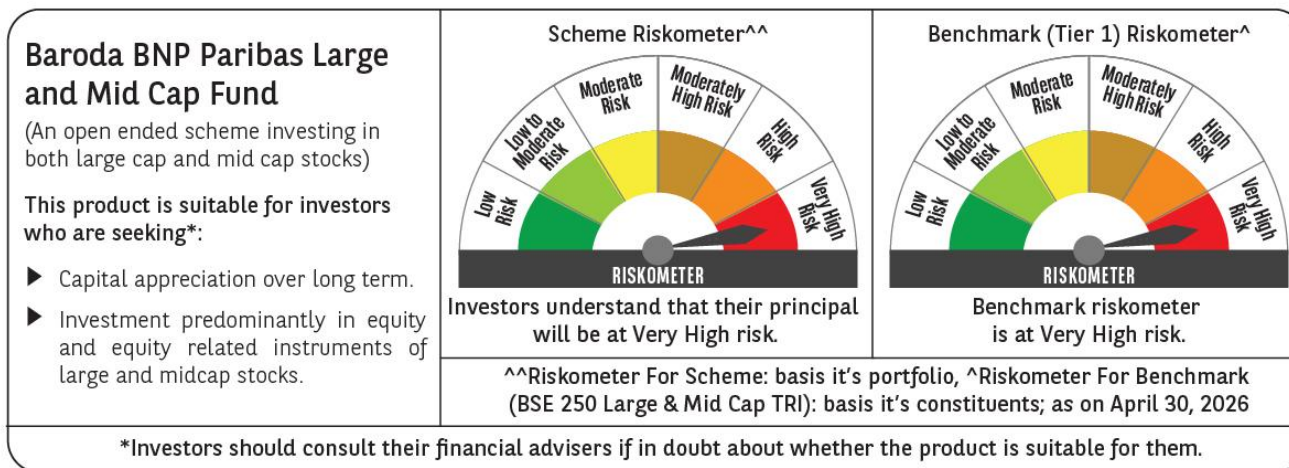 Baroda BNP Paribas Large
and Mid Cap Fund
(An open ended scheme investing in
both large cap and mid cap stocks)
This product is suitable for investors
who are seeking*:
▶ Capital appreciation over long term.
▶ Investment predominantly in equity
and equity related instruments of
large and midcap stocks.
Scheme Riskometer^^
Low
Risk
Low to
Moderate
Risk
Moderate
Risk
Moderately
High Risk
High
Risk
Very High
Risk
RISKOMETER
Investors understand that their principal
will be at Very High risk.
Benchmark (Tier 1) Riskometer^
Low
Risk
Low to
Moderate
Risk
Moderate
Risk
Moderately
High Risk
High
Risk
Very High
Risk
RISKOMETER
Benchmark riskometer
is at Very High risk.
^^Riskometer For Scheme: basis it's portfolio, ^Riskometer For Benchmark
(BSE 250 Large & Mid Cap TRI): basis it's constituents; as on April 30, 2026
*Investors should consult their financial advisers if in doubt about whether the product is suitable for them.